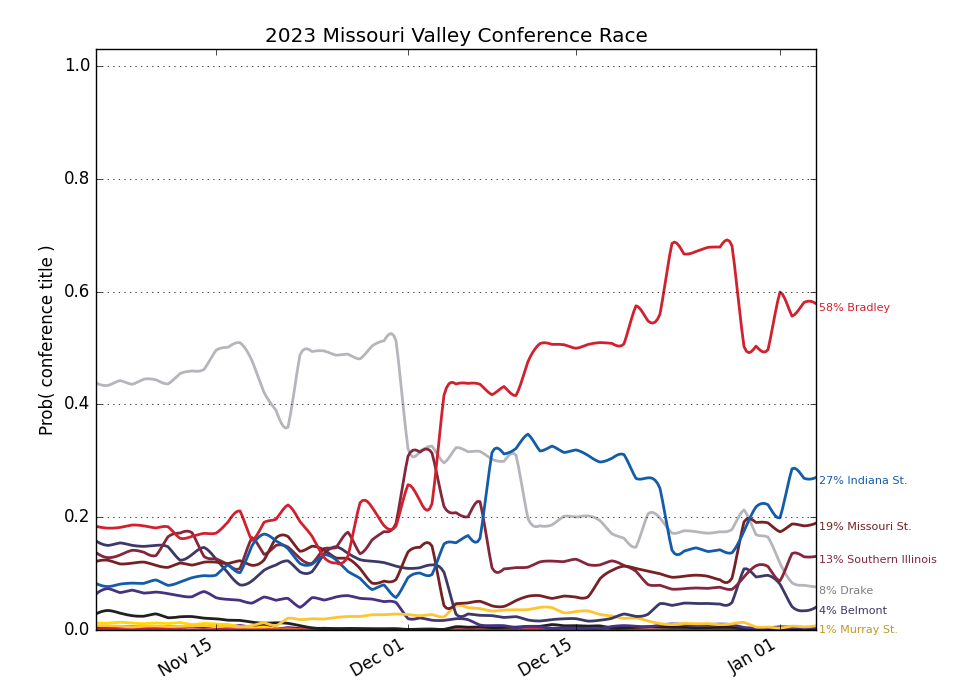 2023 Missouri Valley Conference Race
Prob( conference title )
1.0
0.8
0.6
0.4
0.2
0.0
Nov 15
Dec 01
Dec 15
Jan 01
58% Bradley
27% Indiana St.
19% Missouri St.
13% Southern Illinois
8% Drake
4% Belmont
1% Murray St.